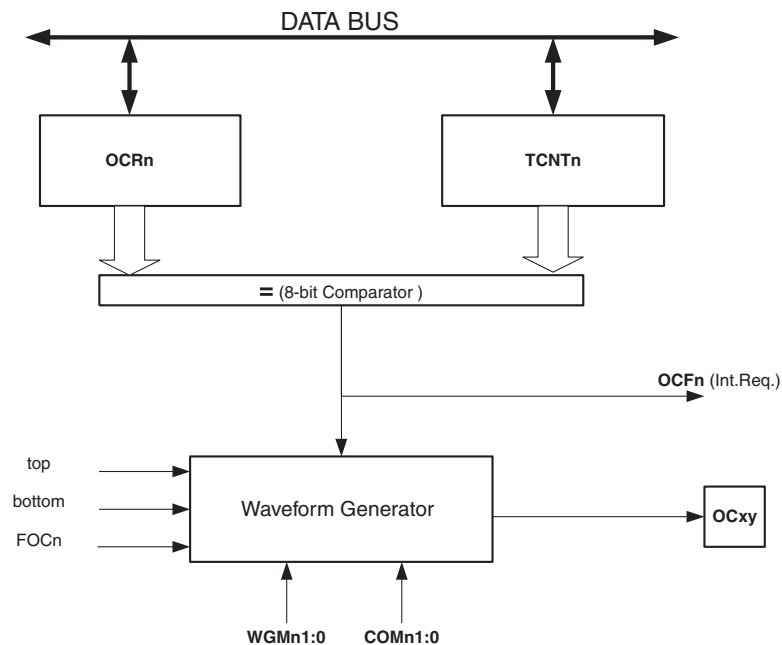 DATA BUS
OCRn
TCNTn
= (8-bit Comparator )
OCFn (Int.Req.)
top
bottom
FOCn
Waveform Generator
OCxy
WGMn1:0
COMn1:0